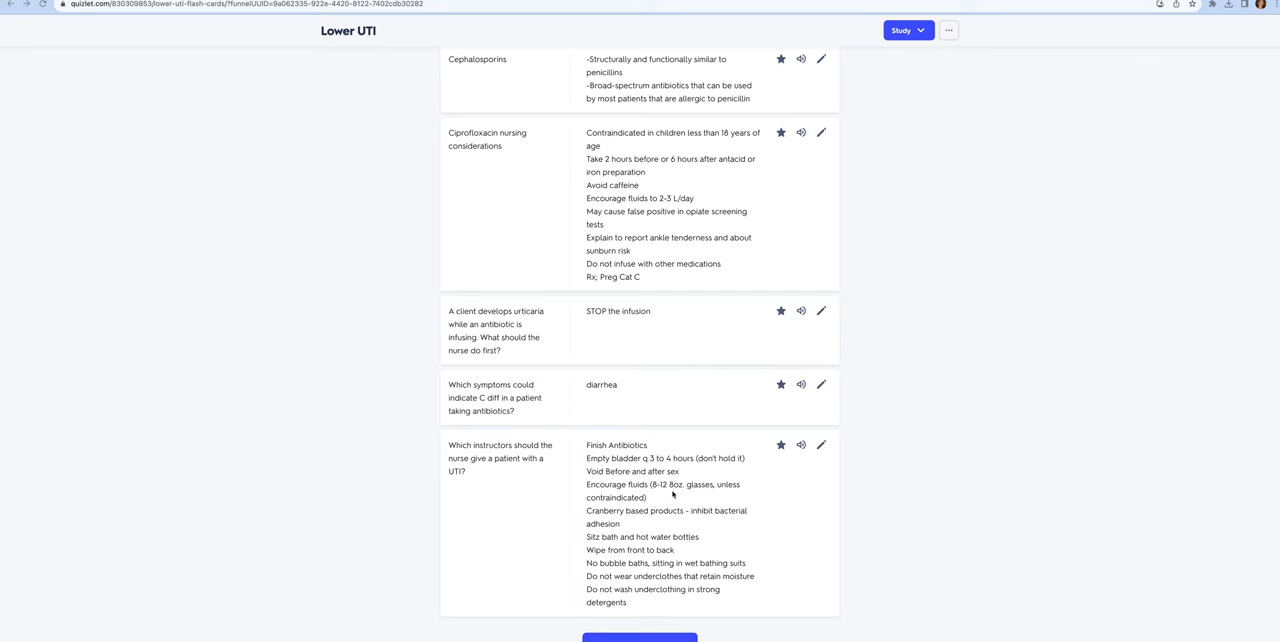 quizlet.com/830309853/lower-uti-flash-cards/?funnelUUID=9a062335-922e-4420-8122-7402cdb30282
Lower UTI
Study
Cephalosporins
-Structurally and functionally similar to
penicillins
-Broad-spectrum antibiotics that can be used
by most patients that are allergic to penicillin
Ciprofloxacin nursing
considerations
Contraindicated in children less than 18 years of
age
Take 2 hours before or 6 hours after antacid or
iron preparation
Avoid caffeine
Encourage fluids to 2-3 L/day
May cause false positive in opiate screening
tests
Explain to report ankle tenderness and about
sunburn risk
Do not infuse with other medications
Rx; Preg Cat C
A client develops urticaria
while an antibiotic is
infusing. What should the
nurse do first?
STOP the infusion
Which symptoms could
indicate C diff in a patient
taking antibiotics?
diarrhea
Which instructors should the
nurse give a patient with a
UTI?
Finish Antibiotics
Empty bladder q 3 to 4 hours (don't hold it)
Void Before and after sex
Encourage fluids (8-12 8oz. glasses, unless
contraindicated)
Cranberry based products - inhibit bacterial
adhesion
Sitz bath and hot water bottles
Wipe from front to back
No bubble baths, sitting in wet bathing suits
Do not wear underclothes that retain moisture
Do not wash underclothing in strong
detergents